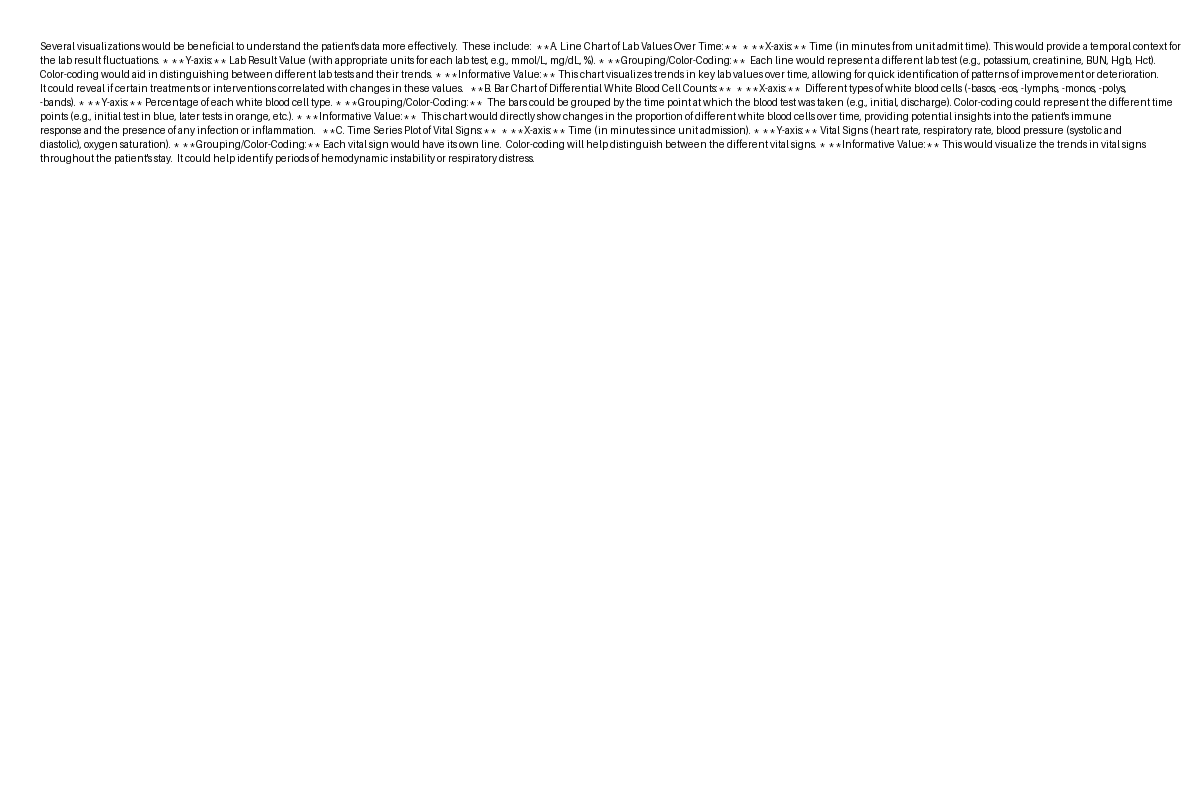 Several visualizations would be beneficial to understand the patient's data more effectively.  These include:  **A. Line Chart of Lab Values Over Time:**  * **X-axis:** Time (in minutes from unit admit time). This would provide a temporal context for
the lab result fluctuations. * **Y-axis:** Lab Result Value (with appropriate units for each lab test, e.g., mmol/L, mg/dL, %). * **Grouping/Color-Coding:**  Each line would represent a different lab test (e.g., potassium, creatinine, BUN, Hgb, Hct).
Color-coding would aid in distinguishing between different lab tests and their trends. * **Informative Value:** This chart visualizes trends in key lab values over time, allowing for quick identification of patterns of improvement or deterioration.
It could reveal if certain treatments or interventions correlated with changes in these values.   **B. Bar Chart of Differential White Blood Cell Counts:**  * **X-axis:**  Different types of white blood cells (-basos, -eos, -lymphs, -monos, -polys,
-bands). * **Y-axis:** Percentage of each white blood cell type. * **Grouping/Color-Coding:**  The bars could be grouped by the time point at which the blood test was taken (e.g., initial, discharge). Color-coding could represent the different time
points (e.g., initial test in blue, later tests in orange, etc.). * **Informative Value:**  This chart would directly show changes in the proportion of different white blood cells over time, providing potential insights into the patient's immune
response and the presence of any infection or inflammation.   **C.  Time Series Plot of Vital Signs:**  * **X-axis:** Time (in minutes since unit admission). * **Y-axis:** Vital Signs (heart rate, respiratory rate, blood pressure (systolic and
diastolic), oxygen saturation). * **Grouping/Color-Coding:** Each vital sign would have its own line.  Color-coding will help distinguish between the different vital signs. * **Informative Value:** This would visualize the trends in vital signs
throughout the patient's stay.  It could help identify periods of hemodynamic instability or respiratory distress.